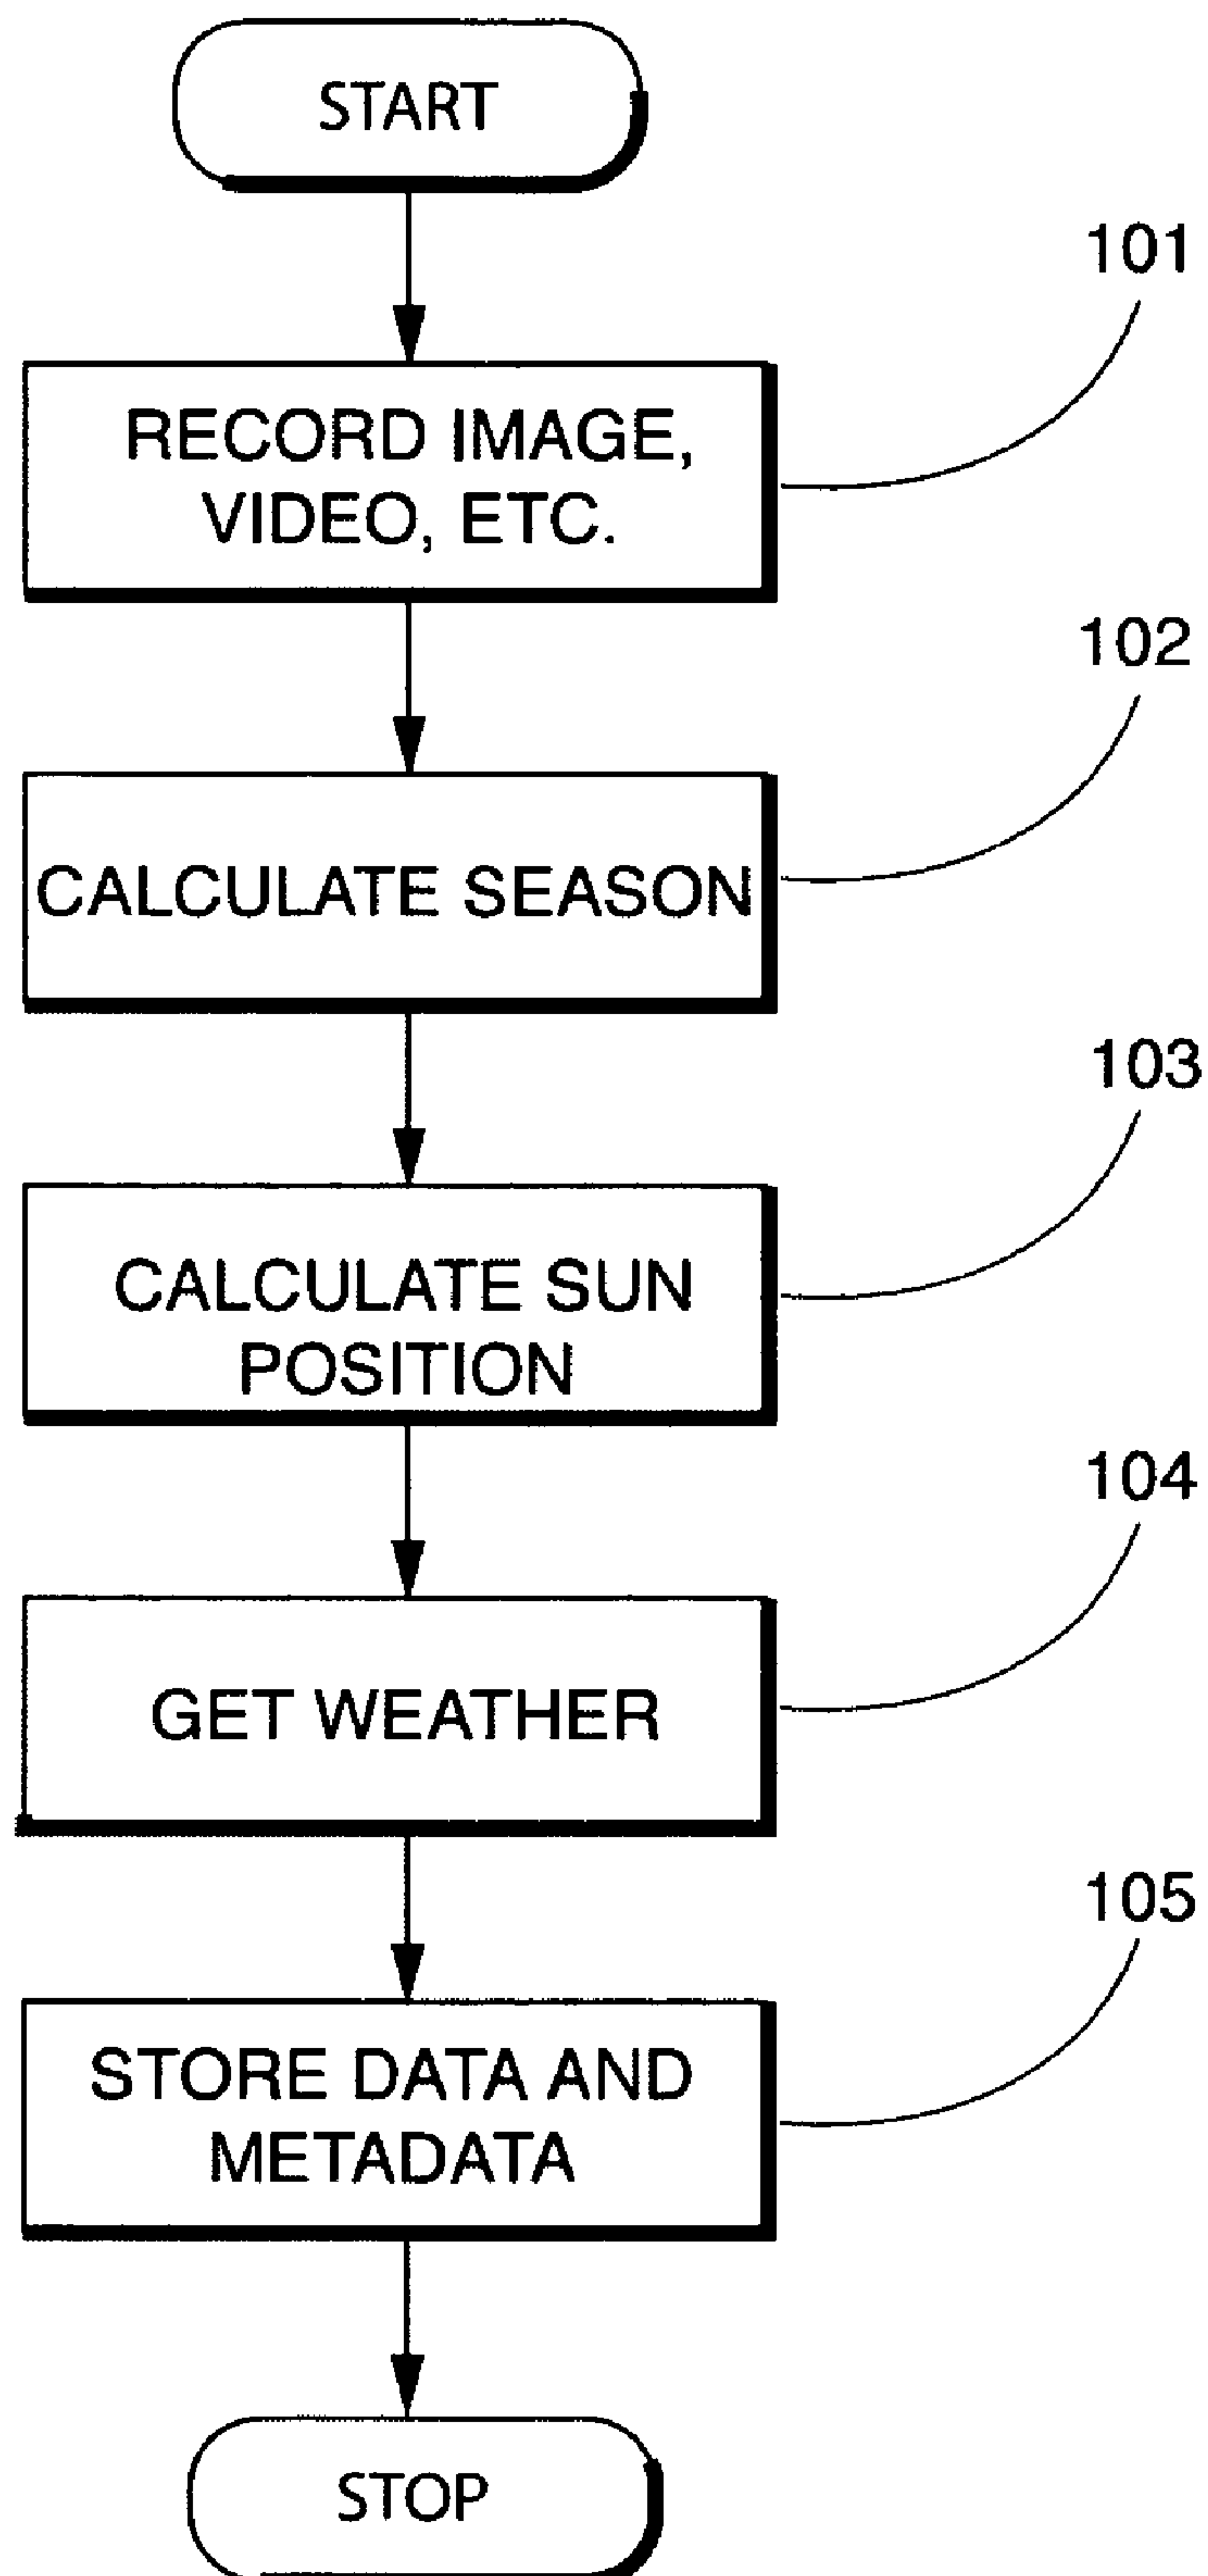 START
101
RECORD IMAGE,
VIDEO, ETC.
102
CALCULATE SEASON
103
CALCULATE SUN
POSITION
104
GET WEATHER
105
STORE DATA AND
METADATA
STOP